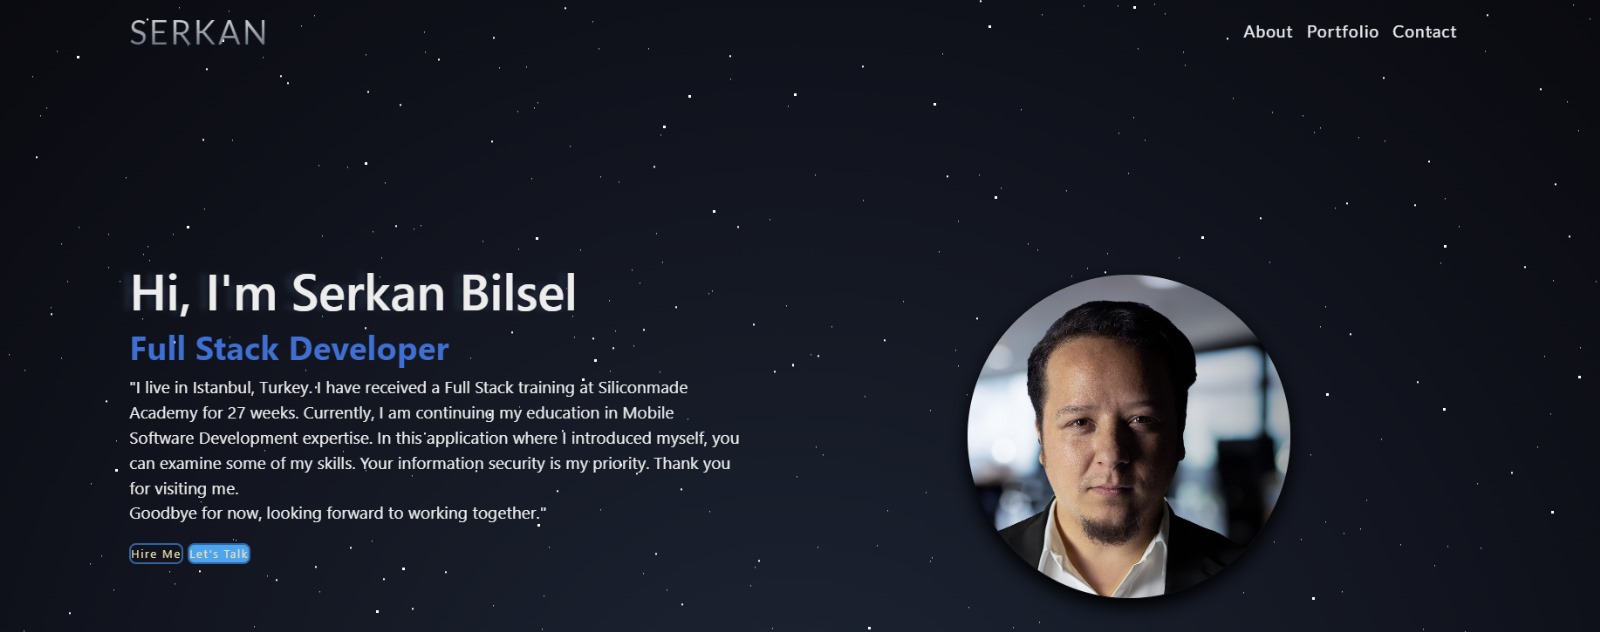 SERKAN
About Portfolio Contact
Hi, I'm Serkan Bilsel
Full Stack Developer
"I live in Istanbul, Turkey. I have received a Full Stack training at Siliconmade
Academy for 27 weeks. Currently, I am continuing my education in Mobile
Software Development expertise. In this application where I introduced myself, you
can examine some of my skills. Your information security is my priority. Thank you
for visiting me.
Goodbye for now, looking forward to working together."
Hire Me Let's Talk